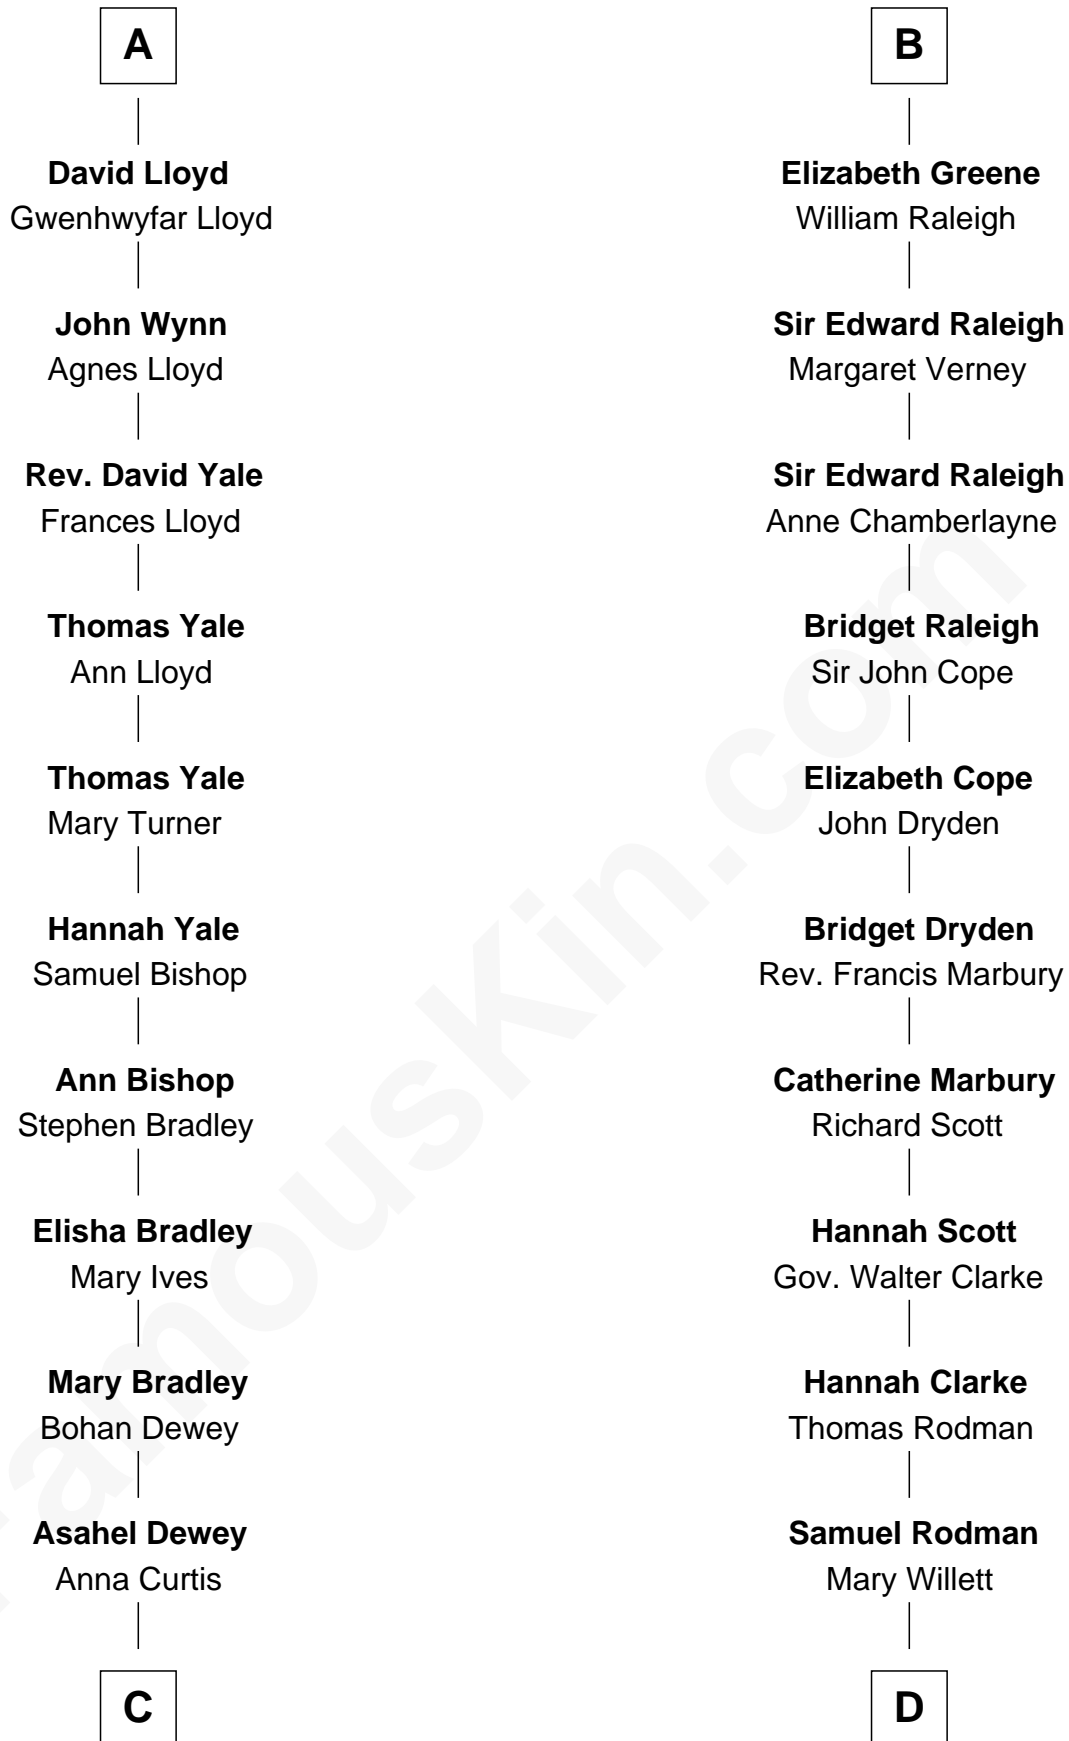 A
David Lloyd
Gwenhwyfar Lloyd
John Wynn
Agnes Lloyd
Rev. David Yale
Frances Lloyd
Thomas Yale
Ann Lloyd
Thomas Yale
Mary Turner
Hannah Yale
Samuel Bishop
Ann Bishop
Stephen Bradley
Elisha Bradley
Mary Ives
Mary Bradley
Bohan Dewey
Asahel Dewey
Anna Curtis
C
B
Elizabeth Greene
William Raleigh
Sir Edward Raleigh
Margaret Verney
Sir Edward Raleigh
Anne Chamberlayne
Bridget Raleigh
Sir John Cope
Elizabeth Cope
John Dryden
Bridget Dryden
Rev. Francis Marbury
Catherine Marbury
Richard Scott
Hannah Scott
Gov. Walter Clarke
Hannah Clarke
Thomas Rodman
Samuel Rodman
Mary Willett
D
FamousKin.com